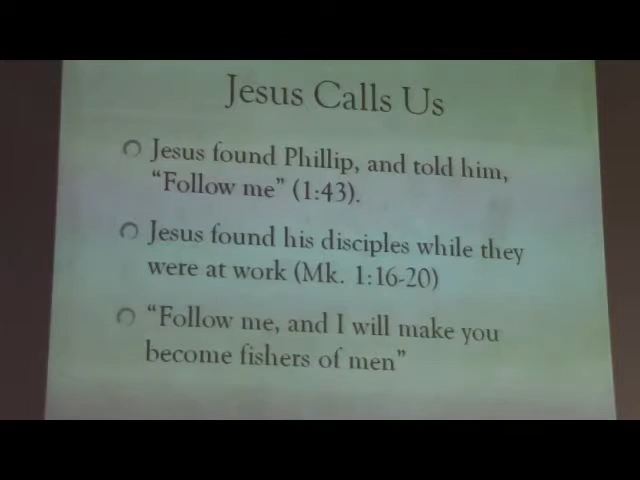 Jesus Calls Us
Jesus found Phillip, and told him,
“Follow me” (1:43).
Jesus found his disciples while they
were at work (Mk. 1:16-20)
“Follow me, and I will make you
become fishers of men”